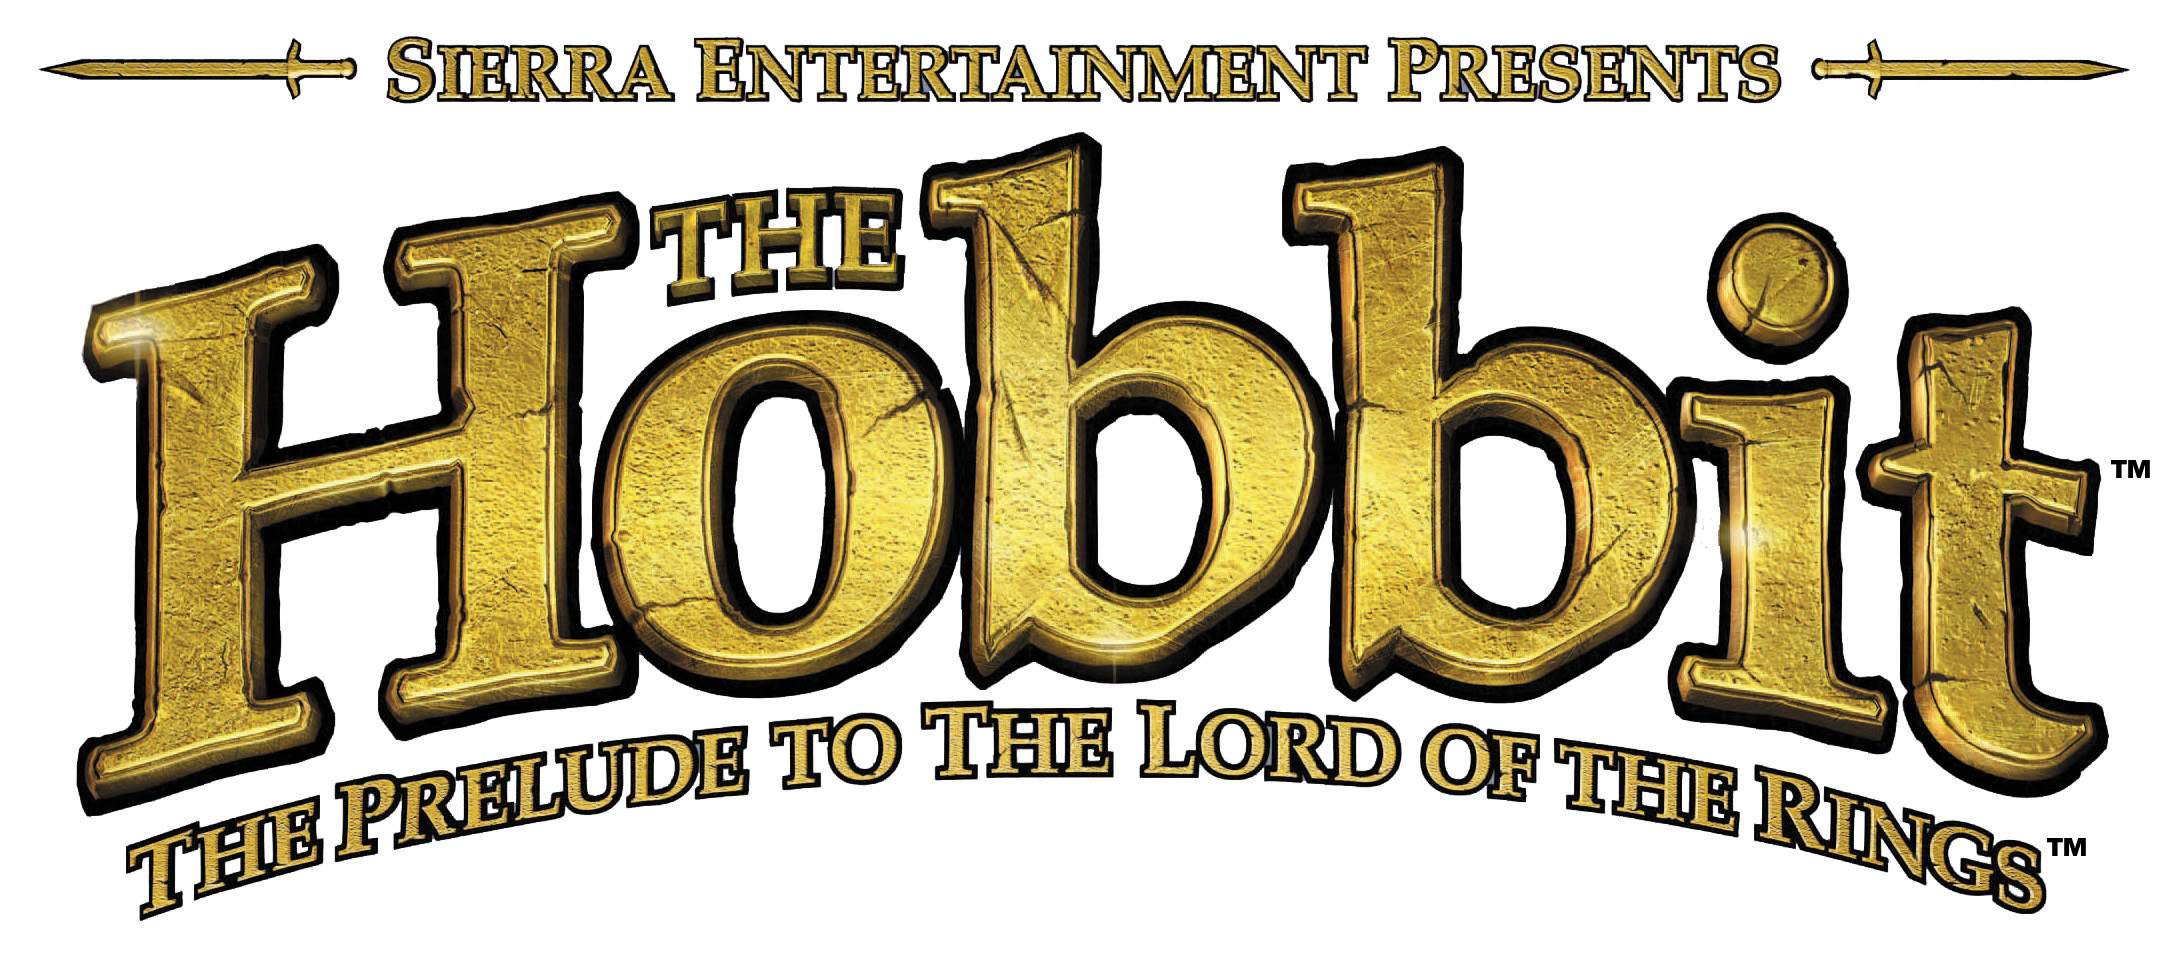 SIERRA ENTERTAINMENT PRESENTS
THE
Hobbit™
THE PRELUDE TO THE LORD OF THE RINGS™